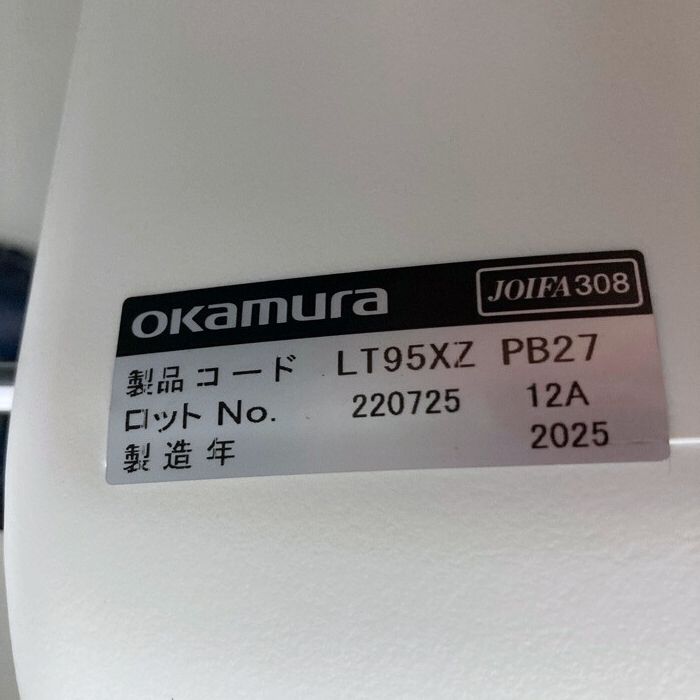 okamura JOIFA308
製品コード LT95XZ PB27
ロット No. 220725 12A
製造年 2025